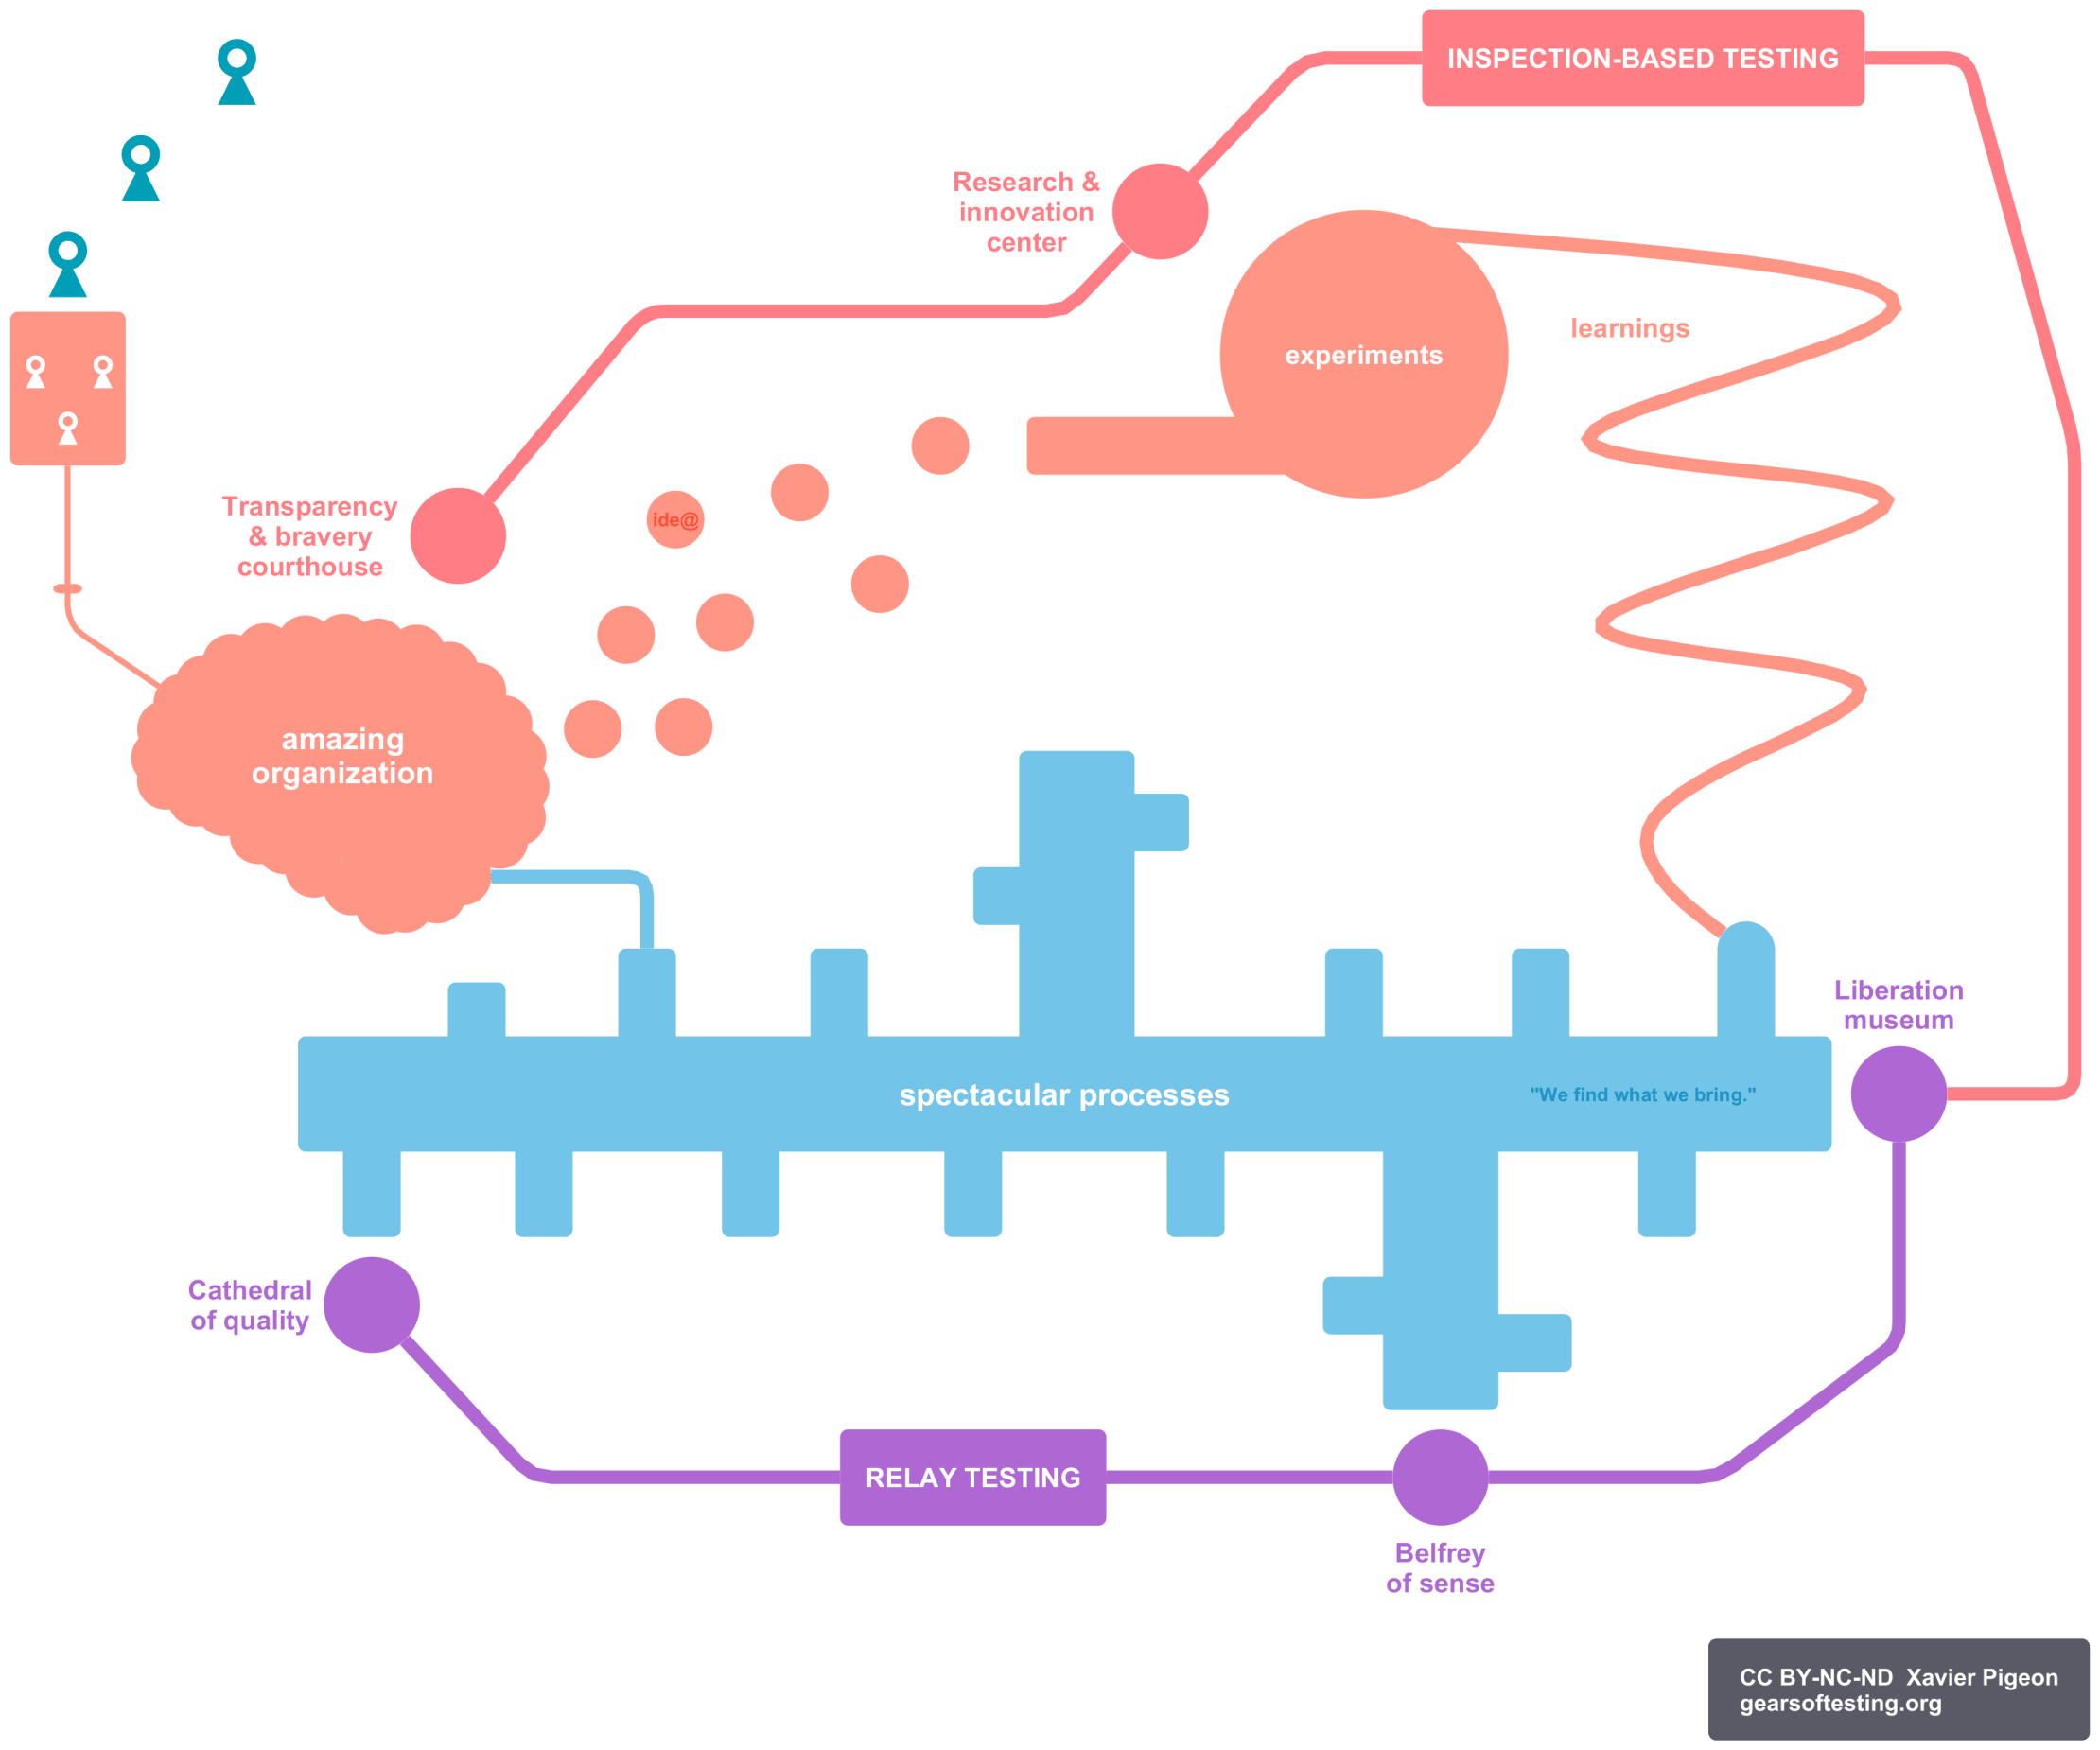 INSPECTION-BASED TESTING
Research &
innovation
center
learnings
experiments
Transparency
& bravery
courthouse
ide@
amazing
organization
Liberation
museum
spectacular processes
"We find what we bring."
Cathedral
of quality
RELAY TESTING
Belfrey
of sense
CC BY-NC-ND Xavier Pigeon
gearsoftesting.org